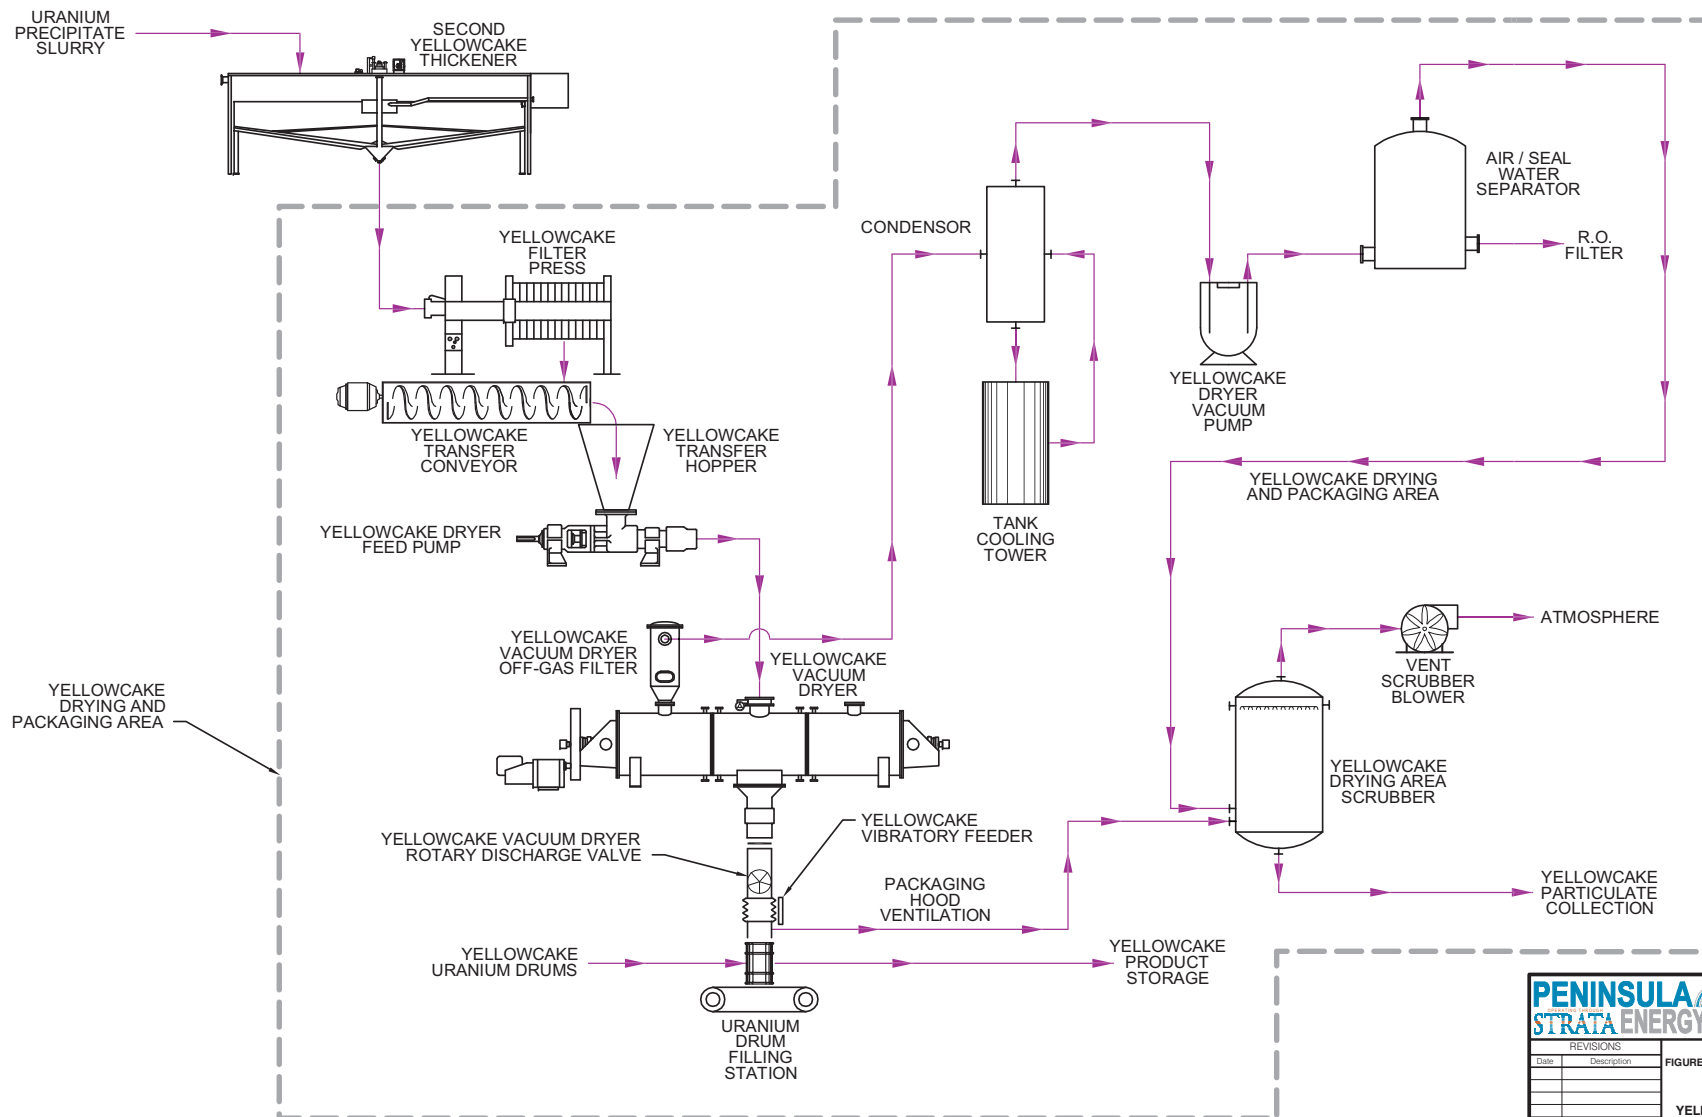 URANIUM
PRECIPITATE
SLURRY
SECOND
YELLOWCAKE
THICKENER
YELLOWCAKE
FILTER
PRESS
YELLOWCAKE
TRANSFER
CONVEYOR
YELLOWCAKE
TRANSFER
HOPPER
YELLOWCAKE DRYER
FEED PUMP
CONDENSOR
TANK
COOLING
TOWER
YELLOWCAKE
DRYER
VACUUM
PUMP
AIR / SEAL
WATER
SEPARATOR
R.O.
FILTER
YELLOWCAKE DRYING
AND PACKAGING AREA
YELLOWCAKE
VACUUM DRYER
OFF-GAS FILTER
YELLOWCAKE
VACUUM
DRYER
YELLOWCAKE
DRYING AND
PACKAGING AREA
ATMOSPHERE
VENT
SCRUBBER
BLOWER
YELLOWCAKE
DRYING AREA
SCRUBBER
YELLOWCAKE VACUUM DRYER
ROTARY DISCHARGE VALVE
YELLOWCAKE
VIBRATORY FEEDER
PACKAGING
HOOD
VENTILATION
YELLOWCAKE
PARTICULATE
COLLECTION
YELLOWCAKE
URANIUM DRUMS
YELLOWCAKE
PRODUCT
STORAGE
URANIUM
DRUM
FILLING
STATION
PENINSULA
OPERATING THROUGH
STRATA ENERGY
REVISIONS
Date Description
FIGURE
YELL